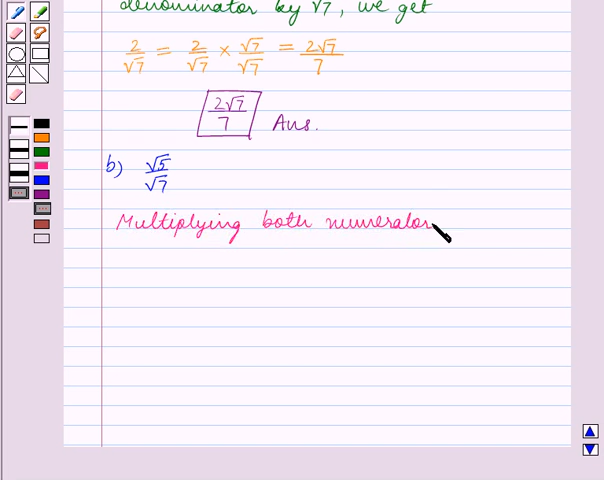 denominator by √7, we get
2/√7 = 2/√7 × √7/√7 = 2√7/7
2√7/7 Ans.
b) √5/√7
Multiplying both numerator